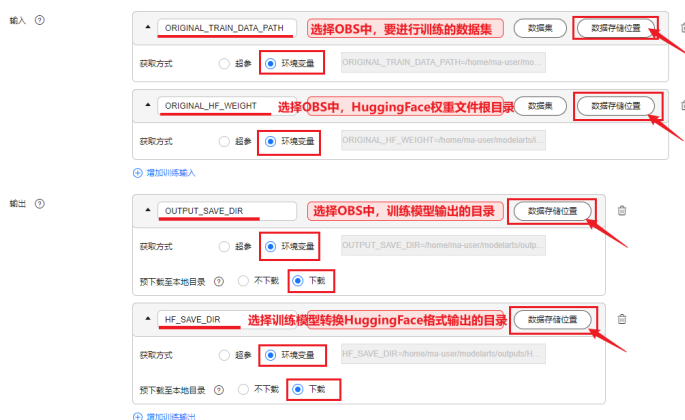 输入 ?
ORIGINAL_TRAIN_DATA_PATH 选择OBS中，要进行训练的数据集 数据集 数据存储位置
获取方式 超参 环境变量 ORIGINAL_TRAIN_DATA_PATH=/home/ma-user/mo...
ORIGINAL_HF_WEIGHT 选择OBS中，HuggingFace权重文件根目录 数据集 数据存储位置
获取方式 超参 环境变量 ORIGINAL_HF_WEIGHT=/home/ma-user/modelarts/i...
增加训练输入
输出 ?
OUTPUT_SAVE_DIR 选择OBS中，训练模型输出的目录 数据存储位置
获取方式 超参 环境变量 OUTPUT_SAVE_DIR=/home/ma-user/modelarts/outp...
预下载至本地目录 ? 不下载 下载
HF_SAVE_DIR 选择训练模型转换HuggingFace格式输出的目录 数据存储位置
获取方式 超参 环境变量 HF_SAVE_DIR=/home/ma-user/modelarts/outputs/H...
预下载至本地目录 ? 不下载 下载
增加训练输出